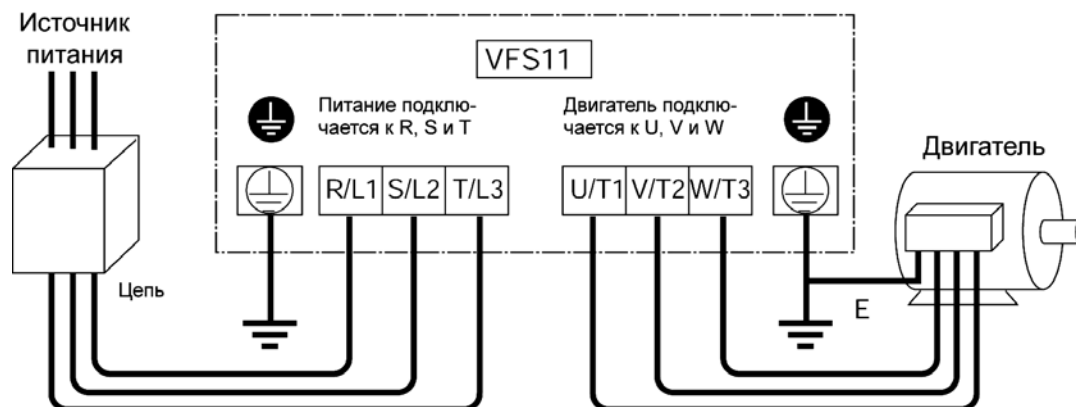 Источник
питания
VFS11
Питание подклю-
чается к R, S и T
Двигатель подклю-
чается к U, V и W
Двигатель
R/L1 S/L2 T/L3
U/T1 V/T2 W/T3
Цепь
E